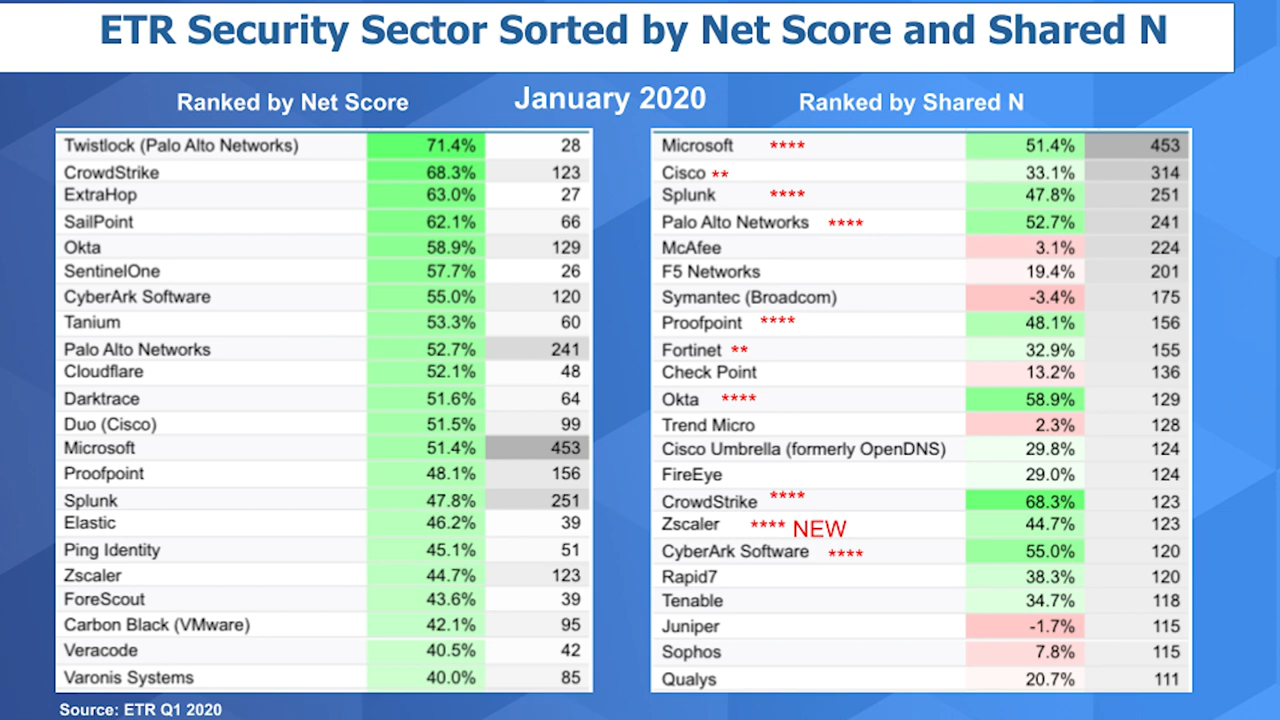 ETR Security Sector Sorted by Net Score and Shared N
Ranked by Net Score
January 2020
Ranked by Shared N
Twistlock (Palo Alto Networks) 71.4% 28
CrowdStrike 68.3% 123
ExtraHop 63.0% 27
SailPoint 62.1% 66
Okta 58.9% 129
SentinelOne 57.7% 26
CyberArk Software 55.0% 120
Tanium 53.3% 60
Palo Alto Networks 52.7% 241
Cloudflare 52.1% 48
Darktrace 51.6% 64
Duo (Cisco) 51.5% 99
Microsoft 51.4% 453
Proofpoint 48.1% 156
Splunk 47.8% 251
Elastic 46.2% 39
Ping Identity 45.1% 51
Zscaler 44.7% 123
ForeScout 43.6% 39
Carbon Black (VMware) 42.1% 95
Veracode 40.5% 42
Varonis Systems 40.0% 85
Microsoft **** 51.4% 453
Cisco ** 33.1% 314
Splunk **** 47.8% 251
Palo Alto Networks **** 52.7% 241
McAfee 3.1% 224
F5 Networks 19.4% 201
Symantec (Broadcom) -3.4% 175
Proofpoint **** 48.1% 156
Fortinet ** 32.9% 155
Check Point 13.2% 136
Okta **** 58.9% 129
Trend Micro 2.3% 128
Cisco Umbrella (formerly OpenDNS) 29.8% 124
FireEye 29.0% 124
CrowdStrike **** 68.3% 123
Zscaler **** NEW 44.7% 123
CyberArk Software **** 55.0% 120
Rapid7 38.3% 120
Tenable 34.7% 118
Juniper -1.7% 115
Sophos 7.8% 115
Qualys 20.7% 111
Source: ETR Q1 2020